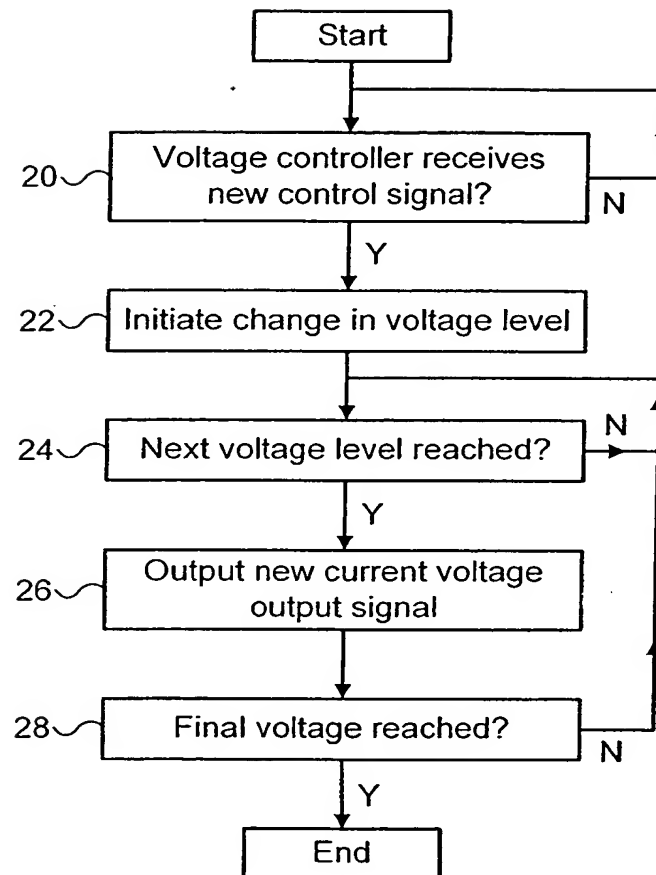 Start
20
Voltage controller receives
new control signal?
N
Y
22
Initiate change in voltage level
24
Next voltage level reached?
N
Y
26
Output new current voltage
output signal
28
Final voltage reached?
N
Y
End